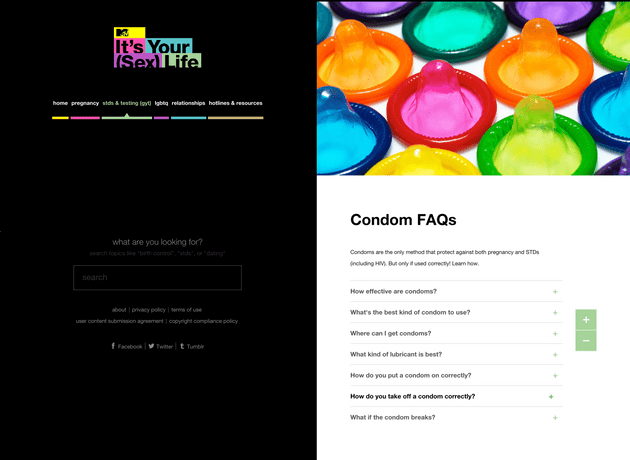 MTV
It's Your
(Sex) Life
home pregnancy stds & testing (gyt) lgbtq relationships hotlines & resources
what are you looking for?
search topics like "birth control", "stds", or "dating"
search
about | privacy policy | terms of use
user content submission agreement | copyright compliance policy
Facebook | Twitter | Tumblr
Condom FAQs
Condoms are the only method that protect against both pregnancy and STDs
(including HIV). But only if used correctly! Learn how.
How effective are condoms? +
What's the best kind of condom to use? +
Where can I get condoms? +
What kind of lubricant is best? +
How do you put a condom on correctly? +
How do you take off a condom correctly? +
What if the condom breaks? +
+
−